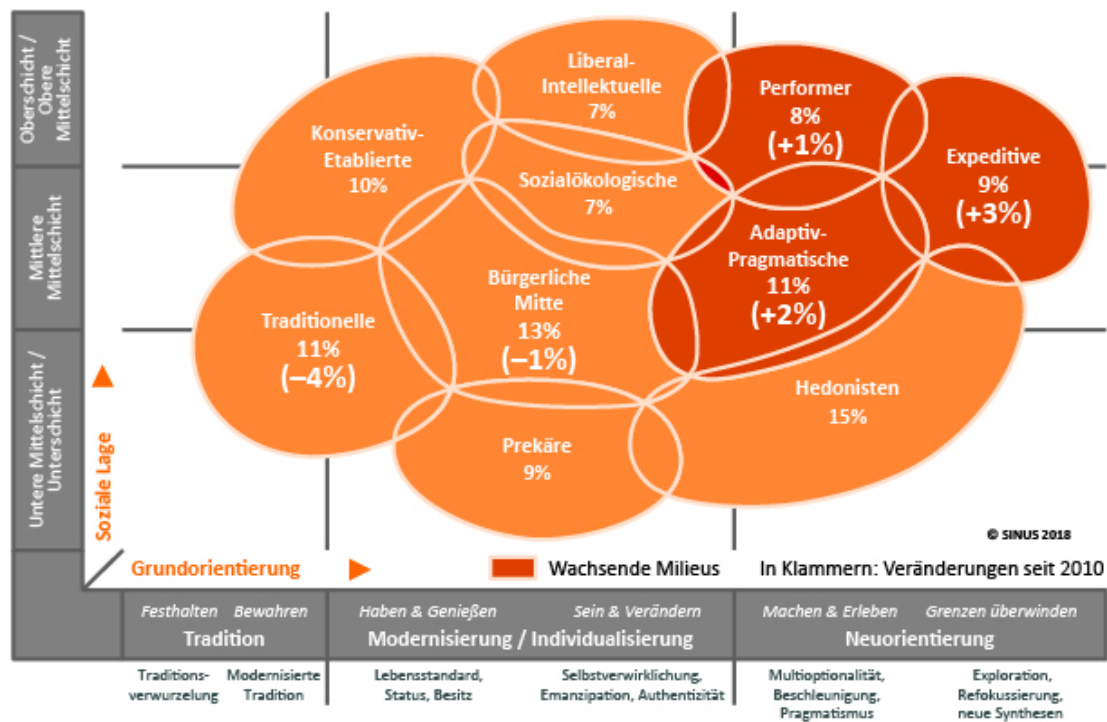 Oberschicht /
Obere
Mittelschicht
Mittlere
Mittelschicht
Untere Mittelschicht /
Unterschicht
Soziale Lage
Liberal-
Intellektuelle
7%
Performer
8%
(+1%)
Konservativ-
Etablierte
10%
Expeditive
9%
(+3%)
Sozialökologische
7%
Adaptiv-
Pragmatische
11%
(+2%)
Bürgerliche
Mitte
13%
(–1%)
Traditionelle
11%
(–4%)
Hedonisten
15%
Prekäre
9%
© SINUS 2018
Grundorientierung
Wachsende Milieus
In Klammern: Veränderungen seit 2010
Festhalten
Bewahren
Tradition
Haben & Genießen
Sein & Verändern
Modernisierung / Individualisierung
Machen & Erleben
Grenzen überwinden
Neuorientierung
Traditions-
verwurzelung
Modernisierte
Tradition
Lebensstandard,
Status, Besitz
Selbstverwirklichung,
Emanzipation, Authentizität
Multioptionalität,
Beschleunigung,
Pragmatismus
Exploration,
Refokussierung,
neue Synthesen